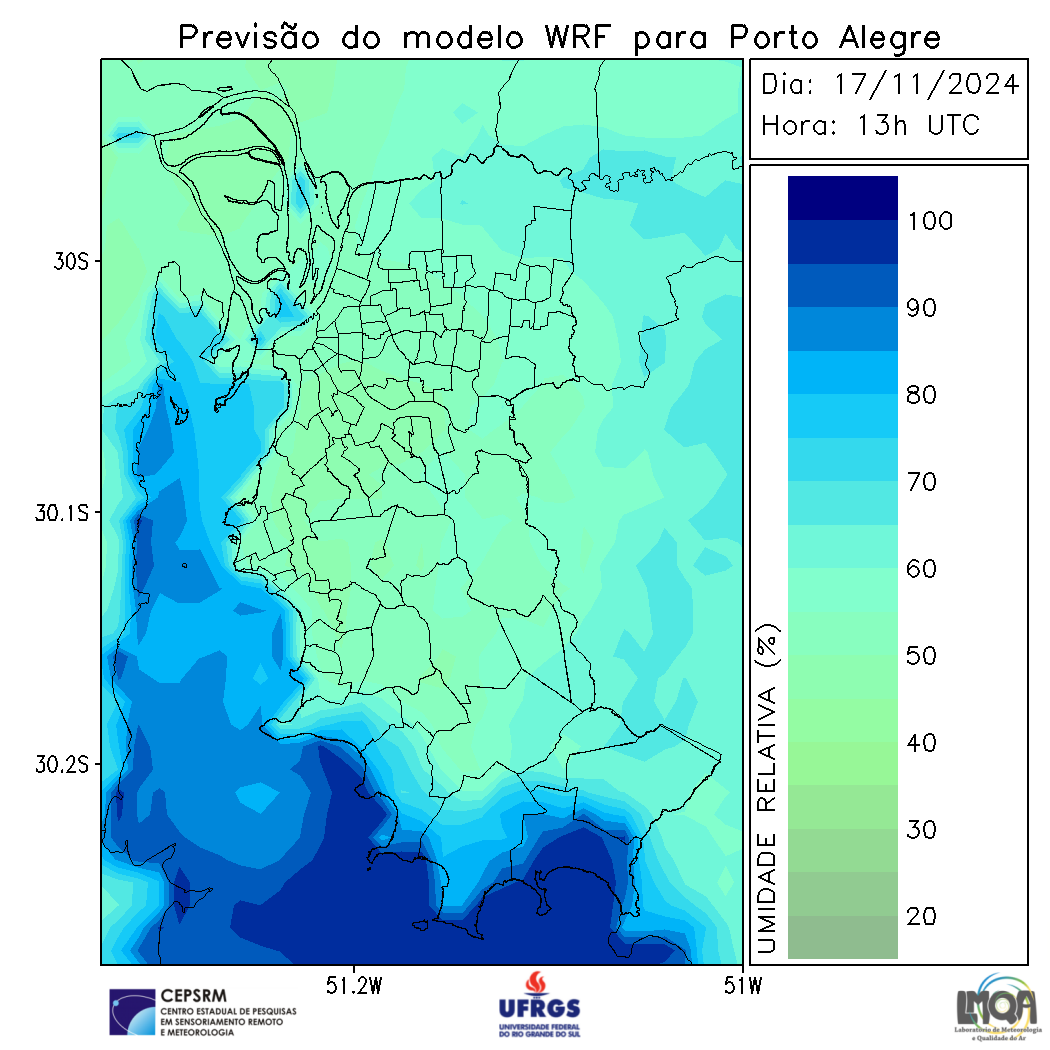 Previsão do modelo WRF para Porto Alegre
Dia: 17/11/2024
Hora: 13h UTC
30S
30.1S
30.2S
51.2W
51W
UMIDADE RELATIVA (%)
100
90
80
70
60
50
40
30
20
CEPSRM
CENTRO ESTADUAL DE PESQUISAS
EM SENSORIAMENTO REMOTO
E METEOROLOGIA
UFRGS
UNIVERSIDADE FEDERAL
DO RIO GRANDE DO SUL
LMQA
Laboratório de Meteorologia
e Qualidade do Ar